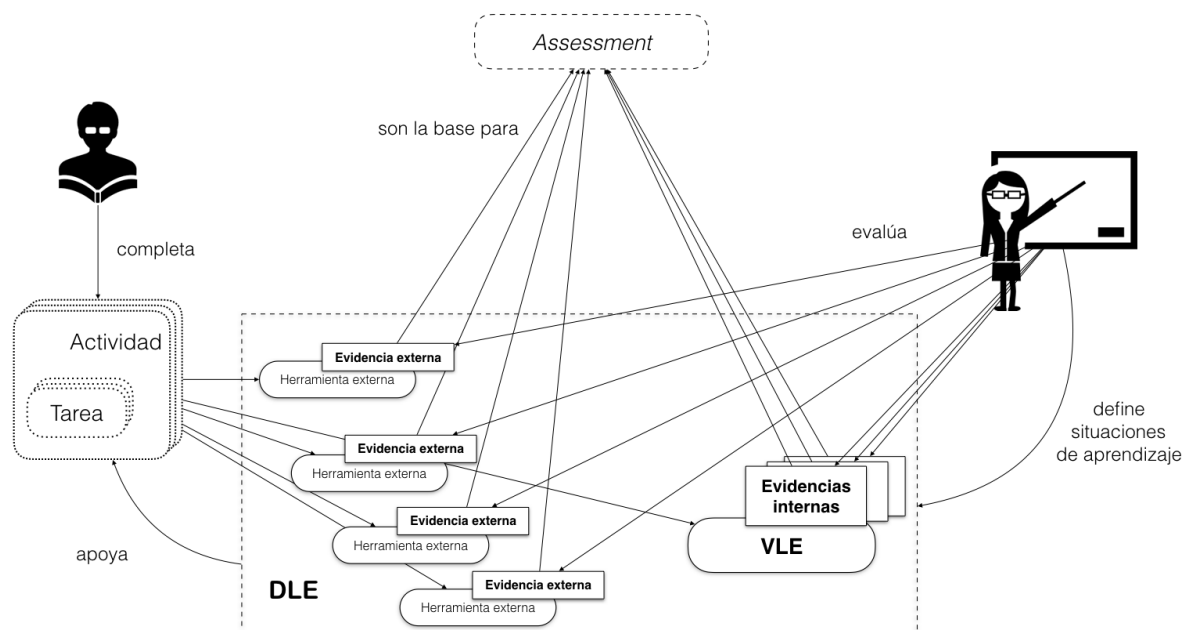 Assessment
son la base para
completa
evalúa
Actividad
Tarea
Evidencia externa
Herramienta externa
Evidencia externa
Herramienta externa
Evidencia externa
Herramienta externa
Evidencia externa
Herramienta externa
Evidencias
internas
VLE
define
situaciones
de aprendizaje
apoya
DLE